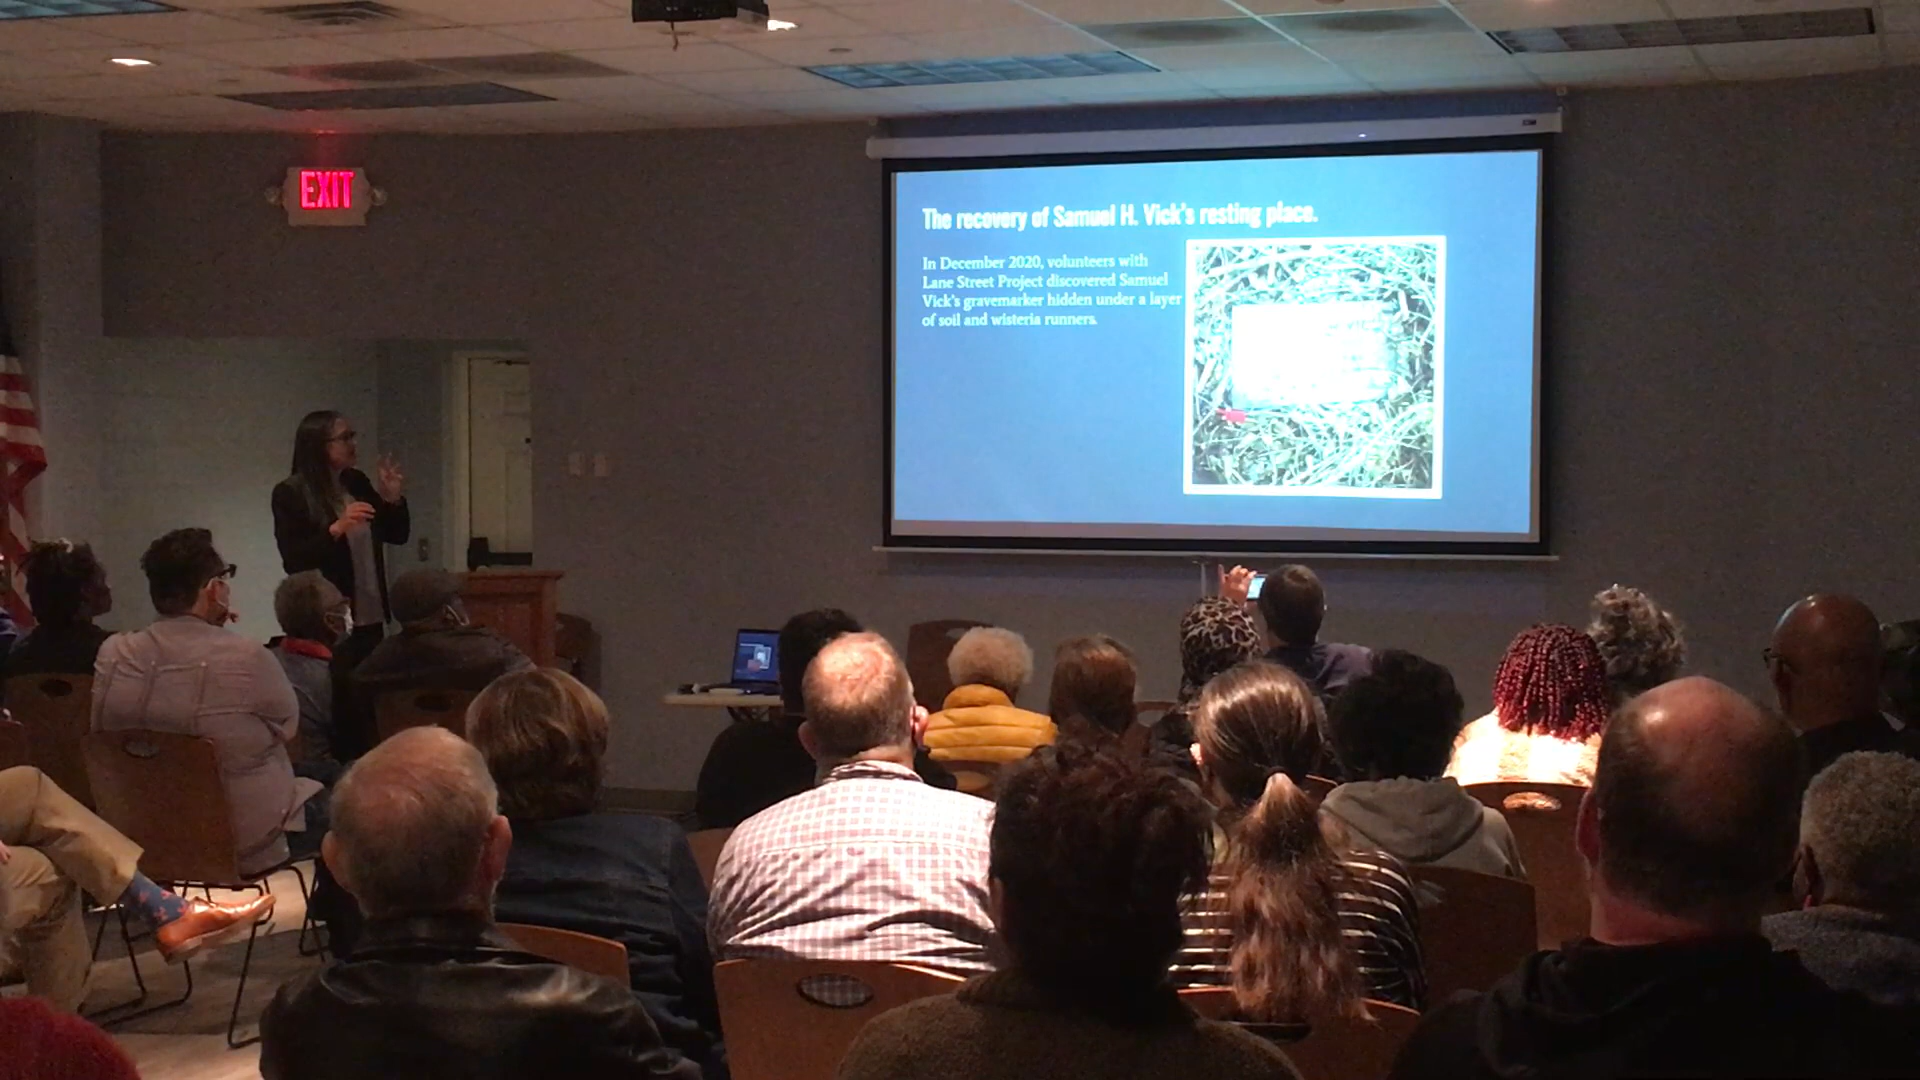 EXIT
The recovery of Samuel H. Vick's resting place.
In December 2020, volunteers with
Lane Street Project discovered Samuel
Vick's gravemarker hidden under a layer
of soil and wisteria runners.